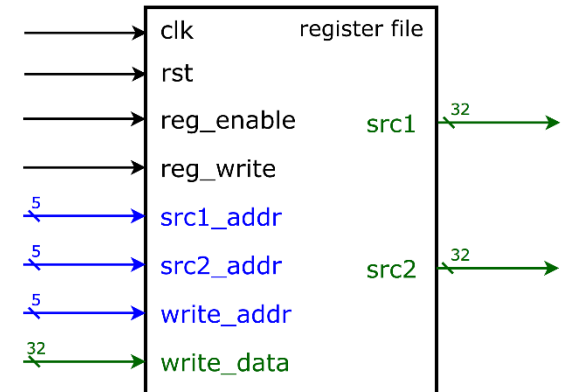 clk
register file
rst
32
reg_enable
src1
reg_write
5
src1_addr
5
src2_addr
32
src2
5
write_addr
32
write_data